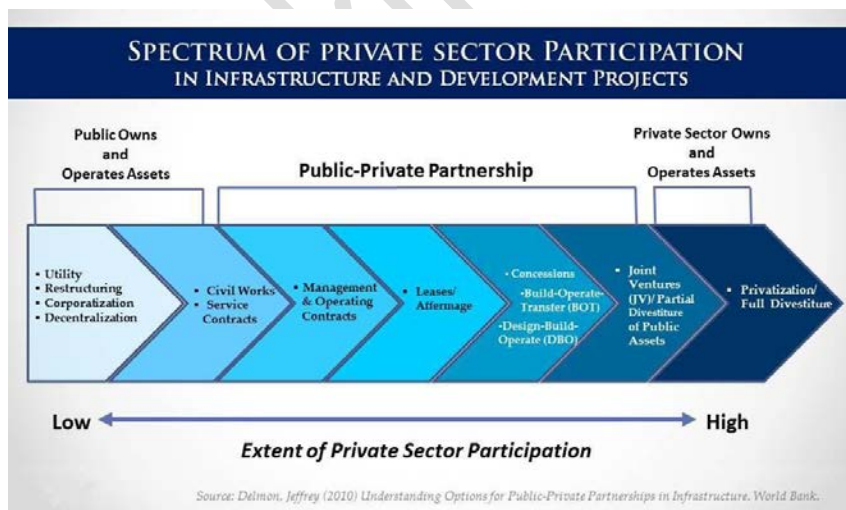 SPECTRUM OF PRIVATE SECTOR PARTICIPATION
IN INFRASTRUCTURE AND DEVELOPMENT PROJECTS
Public Owns
and
Operates Assets
Public-Private Partnership
Private Sector Owns
and
Operates Assets
• Utility
• Restructuring
• Corporatization
• Decentralization
• Civil Works
• Service
Contracts
• Management
& Operating
Contracts
• Leases/
Affermage
• Concessions
•Build-Operate-
Transfer (BOT)
•Design-Build-
Operate (DBO)
• Joint
Ventures
(JV)/ Partial
Divestiture
of Public
Assets
• Privatization/
Full Divestiture
Low
High
Extent of Private Sector Participation
Source: Delmon, Jeffrey (2010) Understanding Options for Public-Private Partnerships in Infrastructure. World Bank.